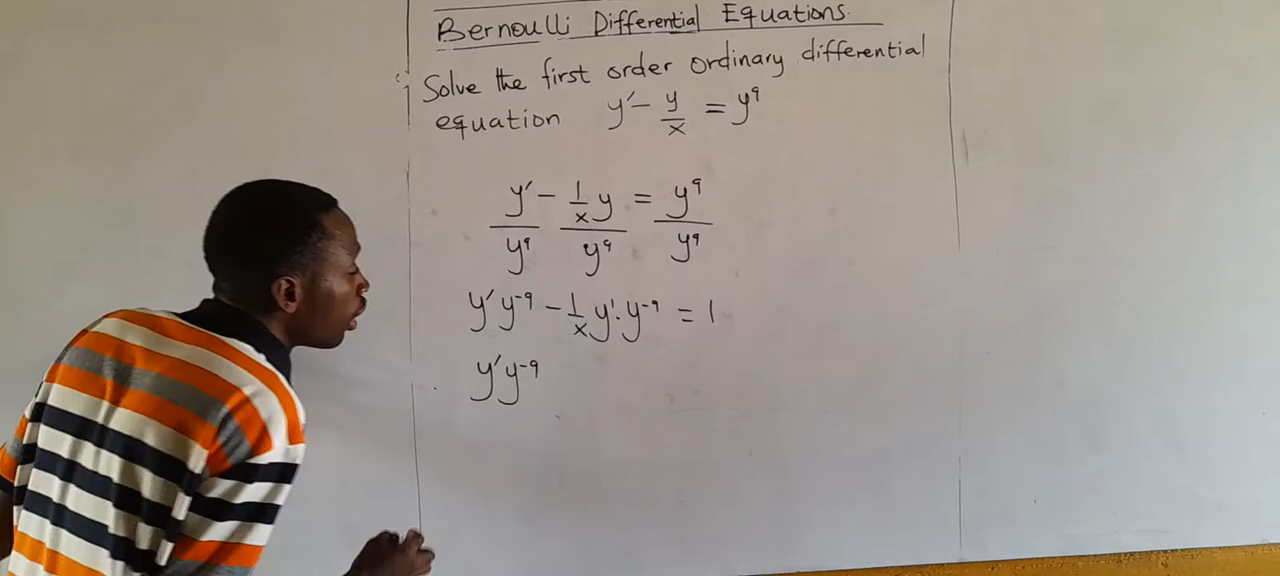 Bernoulli Differential Equations.
Solve the first order ordinary differential
equation y′ − y/x = y⁹
y′/y⁹ − (1/x)y/y⁹ = y⁹/y⁹
y′y⁻⁹ − 1/x y¹·y⁻⁹ = 1
y′y⁻⁹